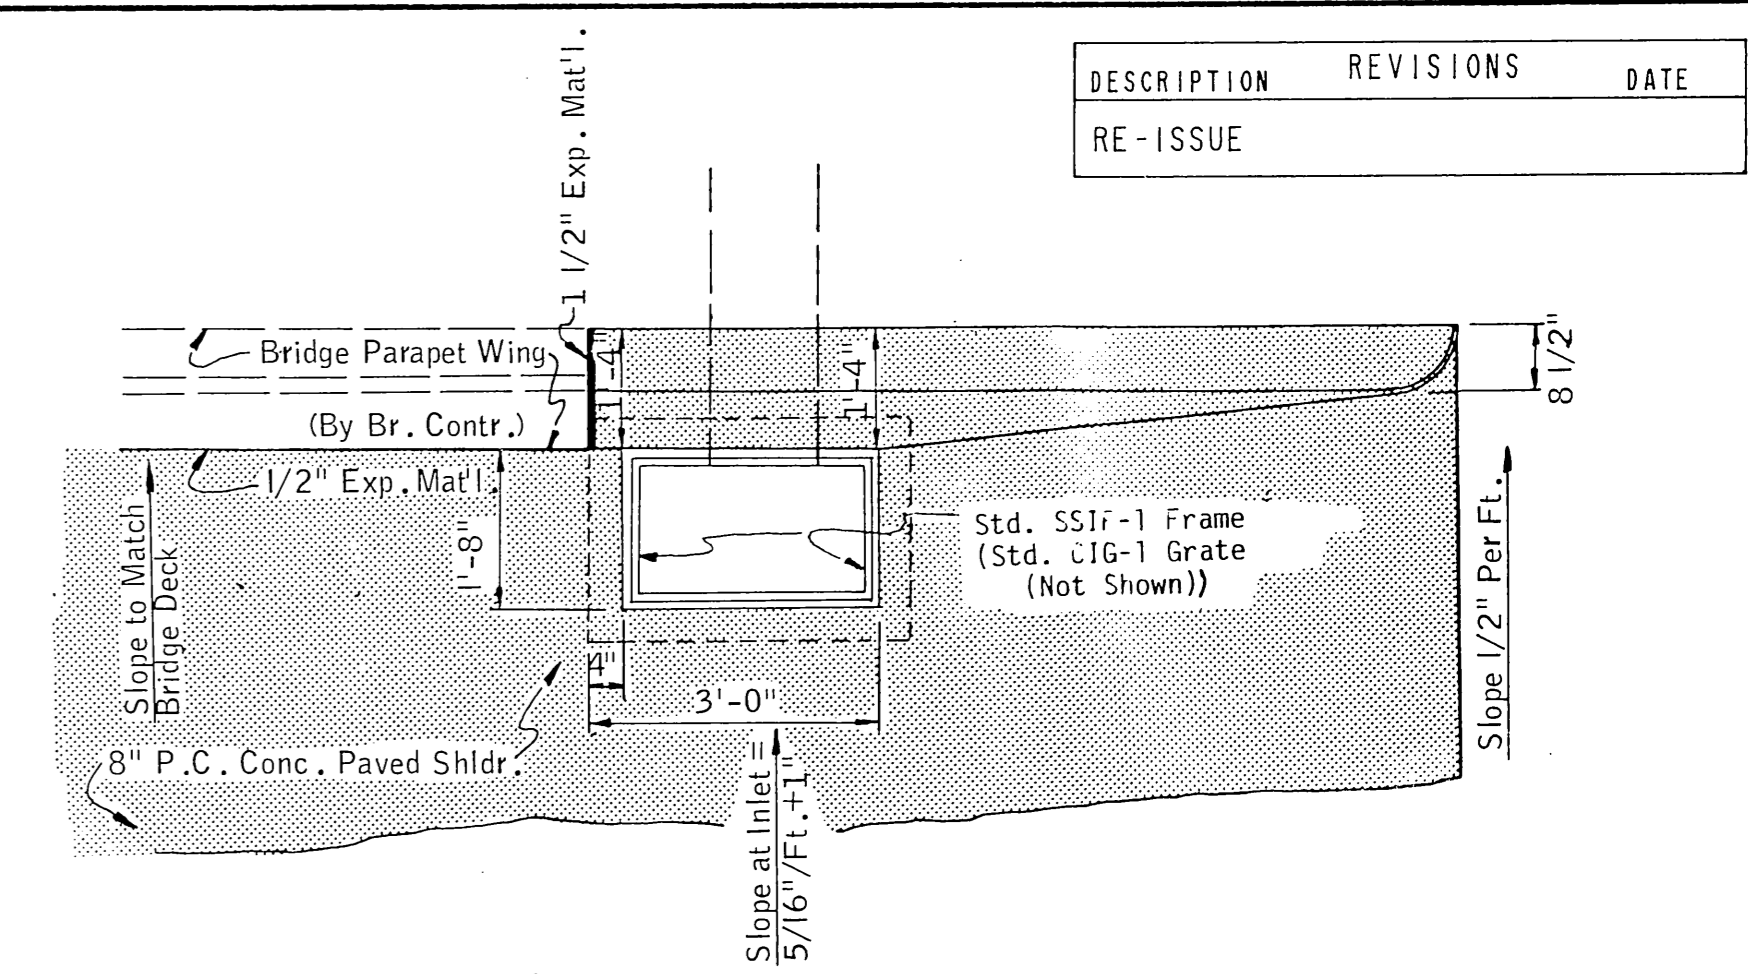 REVISIONS
DESCRIPTION DATE
RE-ISSUE
1 1/2" Exp. Mat'l.
Bridge Parapet Wing
(By Br. Contr.)
1/2" Exp. Mat'l.
1'-4"
1'-4"
8 1/2"
1'-8"
Std. SSIF-1 Frame
(Std. CIG-1 Grate
(Not Shown))
Slope to Match
Bridge Deck
Slope 1/2" Per Ft.
4"
3'-0"
8" P.C. Conc. Paved Shldr.
Slope at Inlet =
5/16"/Ft.+1"